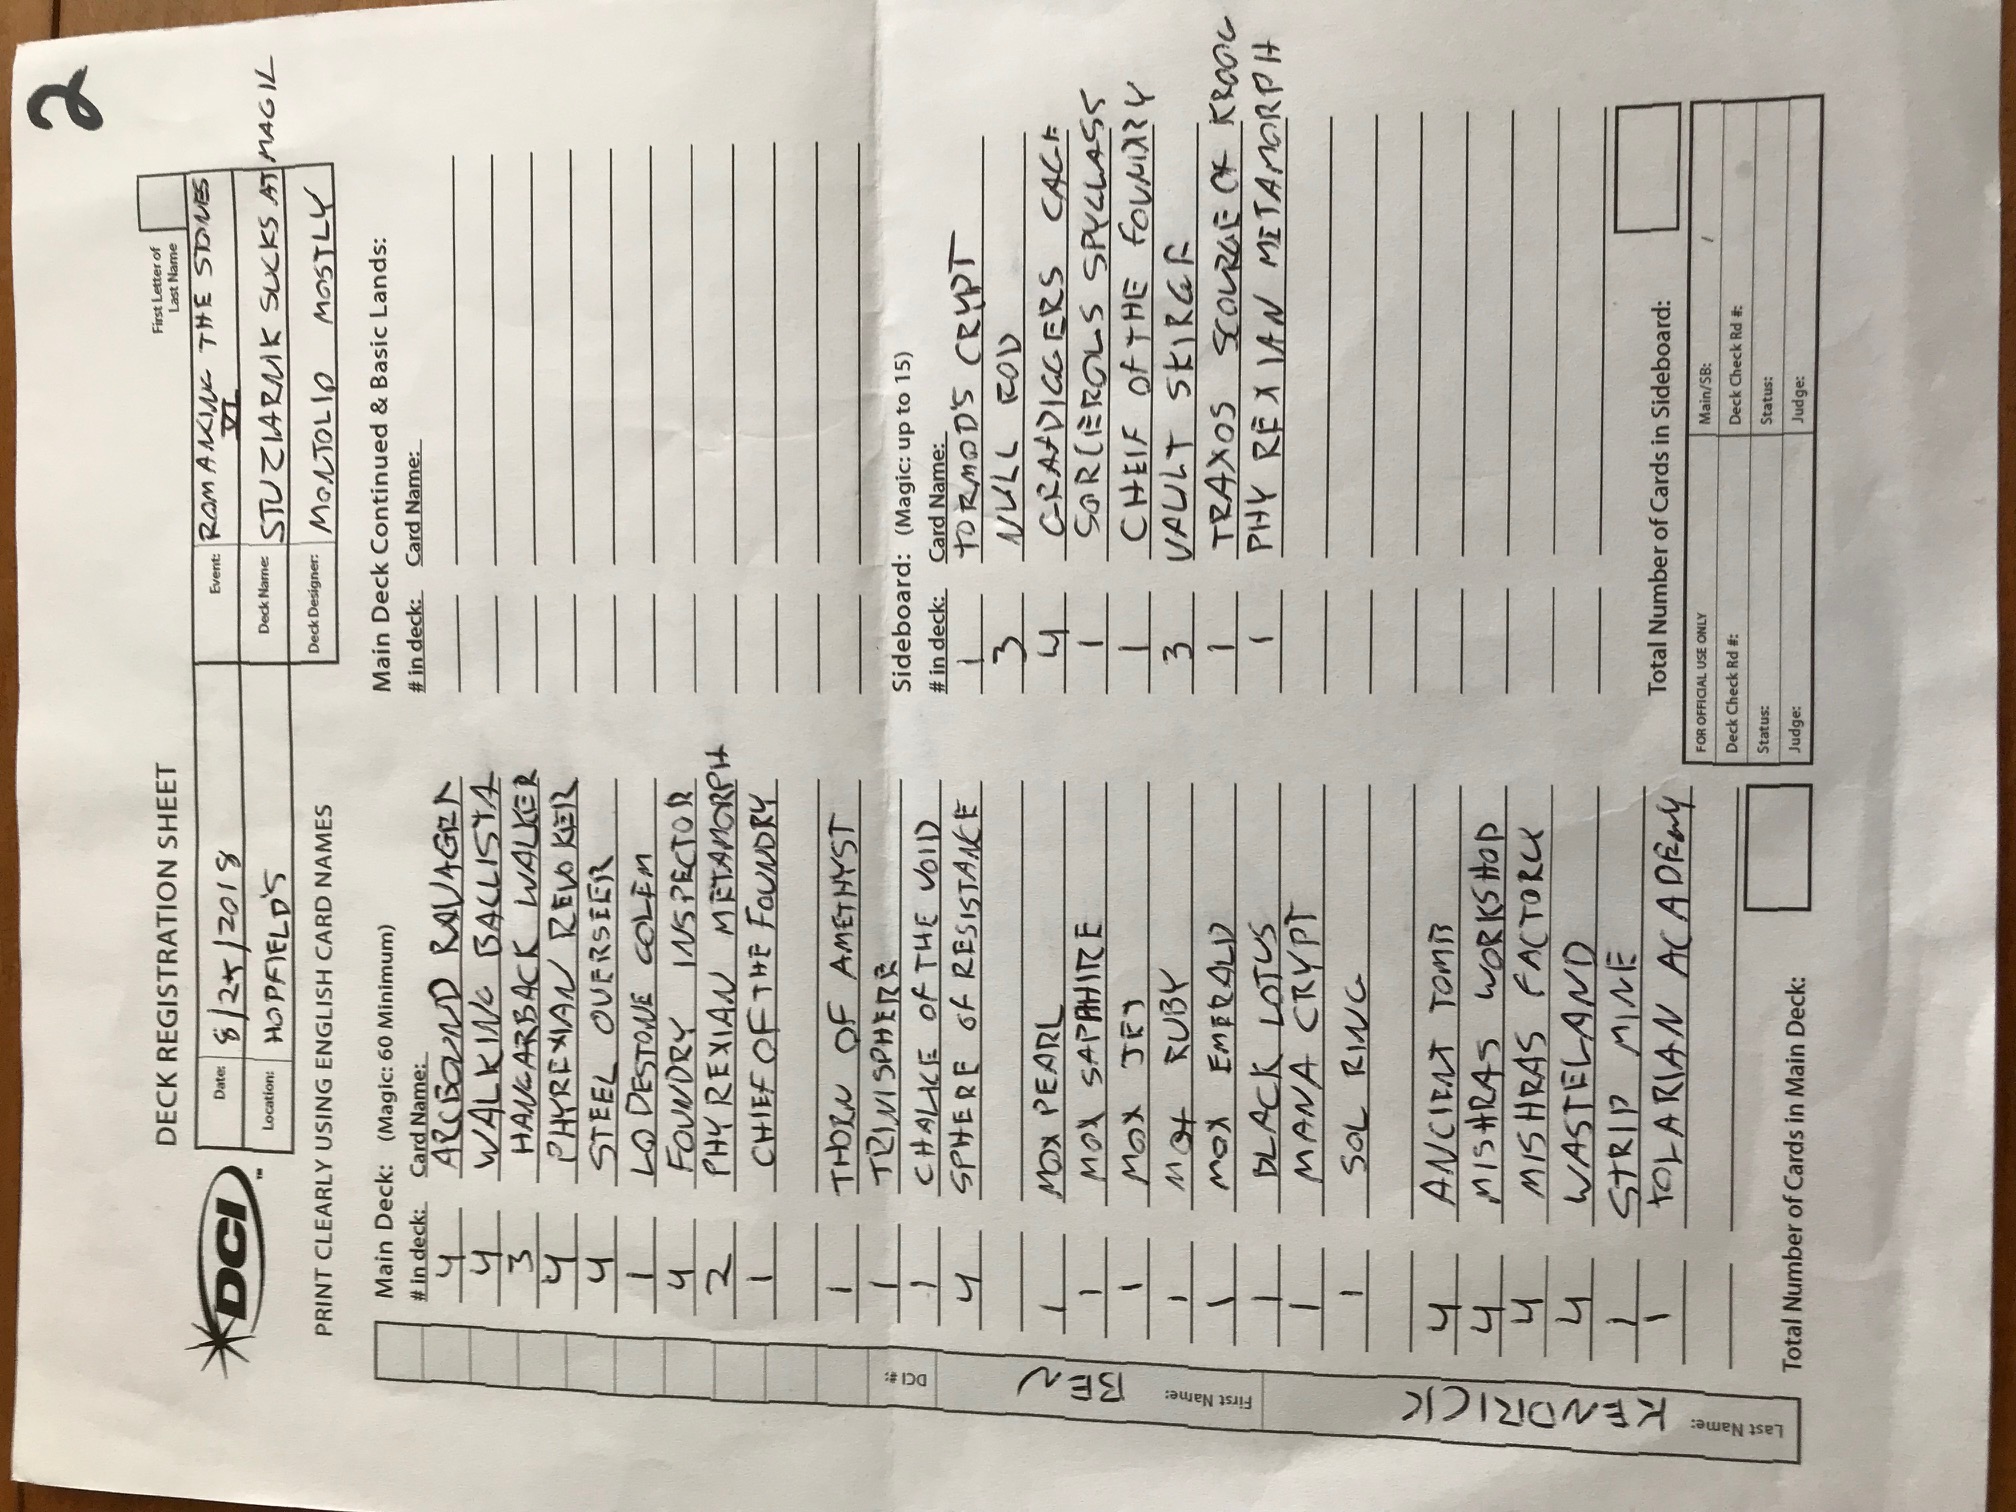 2
DECK REGISTRATION SHEET
First Letter of
Last Name
DCI
TM
Date: 8/25/2018
Event: ROMANCING THE STONES
VI
Location: HOPFIELD'S
Deck Name: STU ZIARNIK SUCKS AT MAGIC
Deck Designer: MONTOLIO MOSTLY
PRINT CLEARLY USING ENGLISH CARD NAMES
Main Deck: (Magic: 60 Minimum)
# in deck: Card Name:
4 ARCBOUND RAVAGER
4 WALKING BALLISTA
3 HANGARBACK WALKER
4 PHYREXIAN REVOKER
4 STEEL OVERSEER
1 LODESTONE GOLEM
4 FOUNDRY INSPECTOR
2 PHYREXIAN METAMORPH
1 CHIEF OF THE FOUNDRY
1 THORN OF AMETHYST
1 TRINISPHERE
1 CHALICE OF THE VOID
4 SPHERE OF RESISTANCE
1 MOX PEARL
1 MOX SAPPHIRE
1 MOX JET
1 MOX RUBY
1 MOX EMERALD
1 BLACK LOTUS
1 MANA CRYPT
1 SOL RING
4 ANCIENT TOMB
4 MISHRAS WORKSHOP
4 MISHRAS FACTORY
4 WASTELAND
1 STRIP MINE
1 TOLARIAN ACADEMY
Total Number of Cards in Main Deck:
Main Deck Continued & Basic Lands:
# in deck: Card Name:
Sideboard: (Magic: up to 15)
# in deck: Card Name:
1 TORMOD'S CRYPT
3 NULL ROD
4 GRAFDIGGERS CAGE
1 SORCEROUS SPYGLASS
1 CHEIF OF THE FOUNDRY
3 VAULT SKIRGE
1 TRAXOS SCOURGE OF KROOG
1 PHYREXIAN METAMORPH
Total Number of Cards in Sideboard:
FOR OFFICIAL USE ONLY
Main/SB: /
Deck Check Rd #:
Deck Check Rd #:
Status:
Status:
Judge:
Judge:
Last Name: KENDRICK First Name: BEN DCI #: